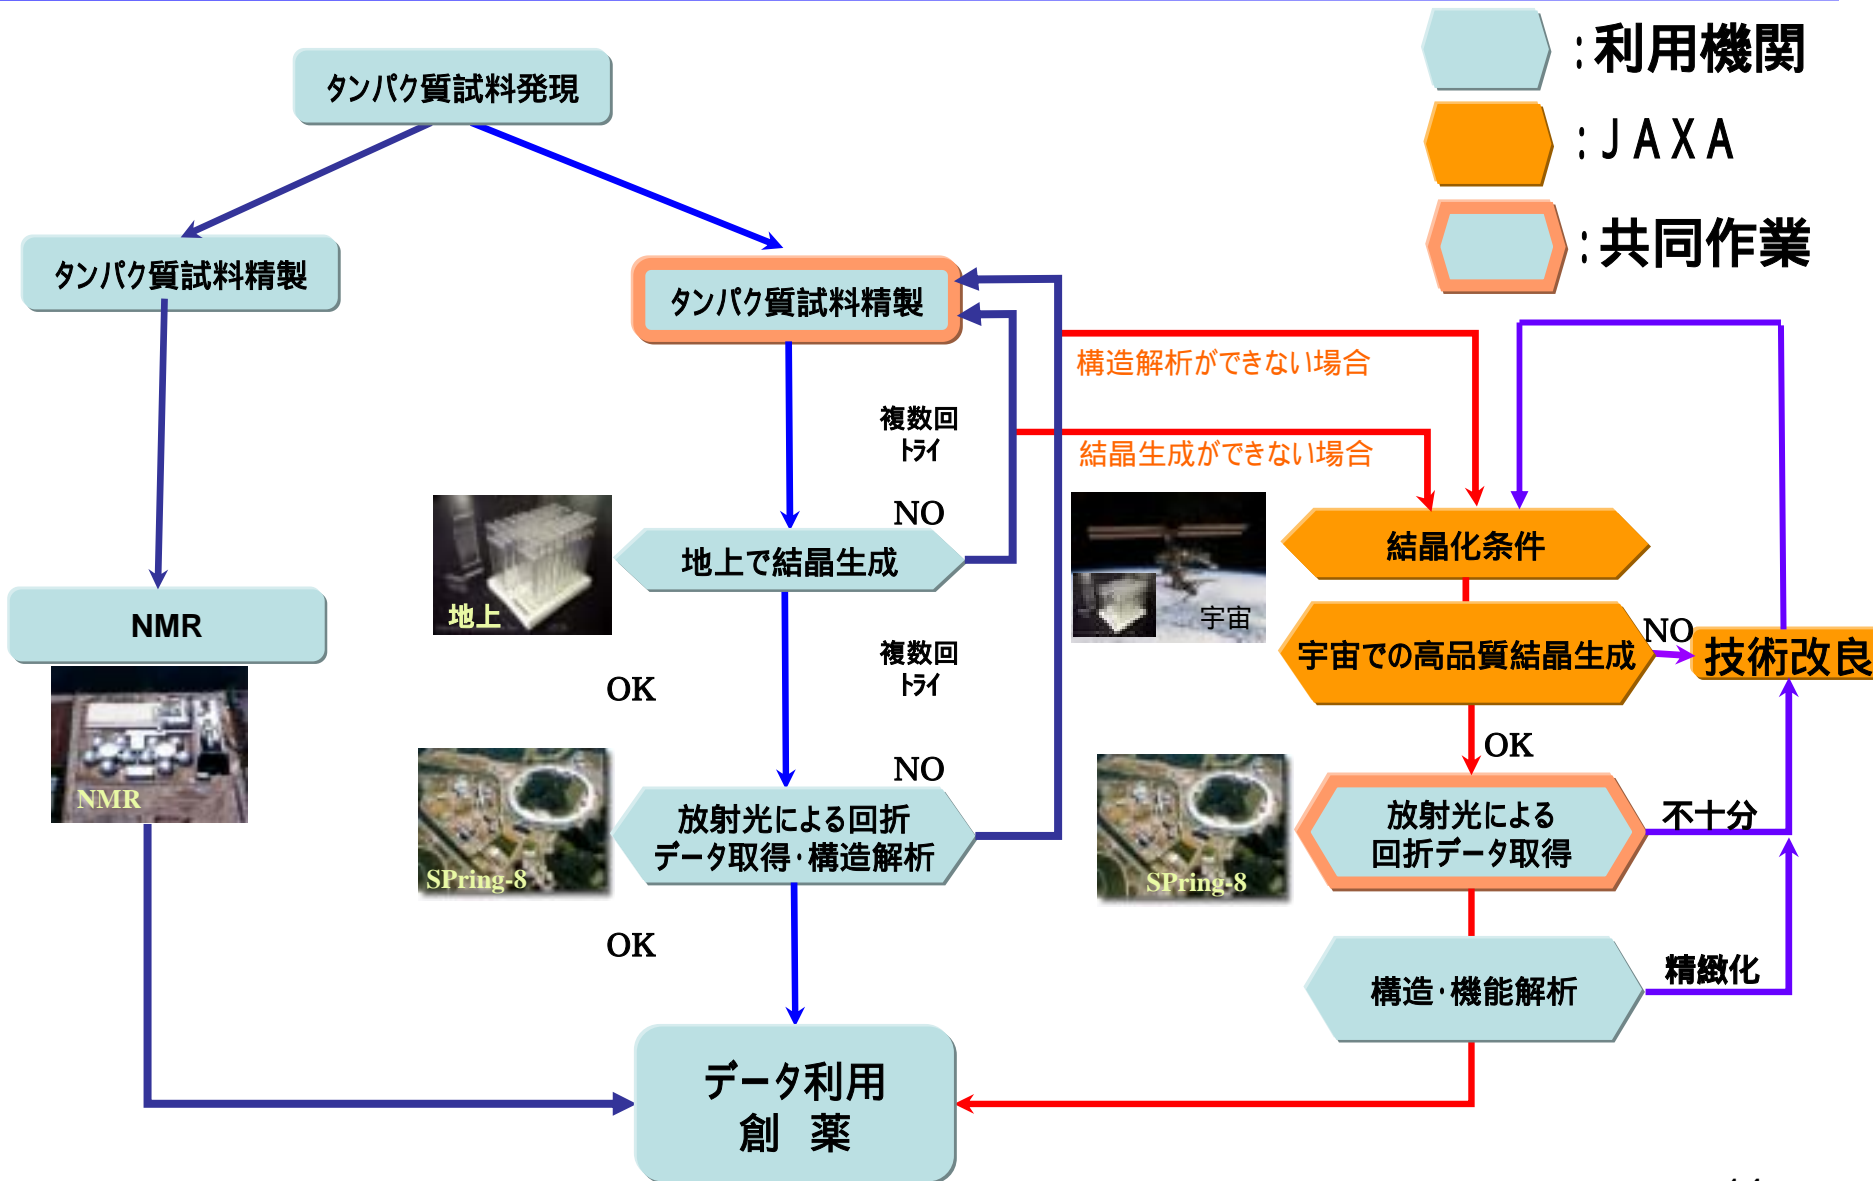 :利用機関
:JAXA
:共同作業
タンパク質試料発現
タンパク質試料精製
タンパク質試料精製
構造解析ができない場合
複数回
トライ
結晶生成ができない場合
NO
地上で結晶生成
地上
宇宙
結晶化条件
NMR
宇宙での高品質結晶生成
NO
技術改良
複数回
トライ
OK
NO
OK
NMR
放射光による回折
データ取得・構造解析
SPring-8
放射光による
回折データ取得
不十分
SPring-8
OK
構造・機能解析
精緻化
データ利用
創 薬